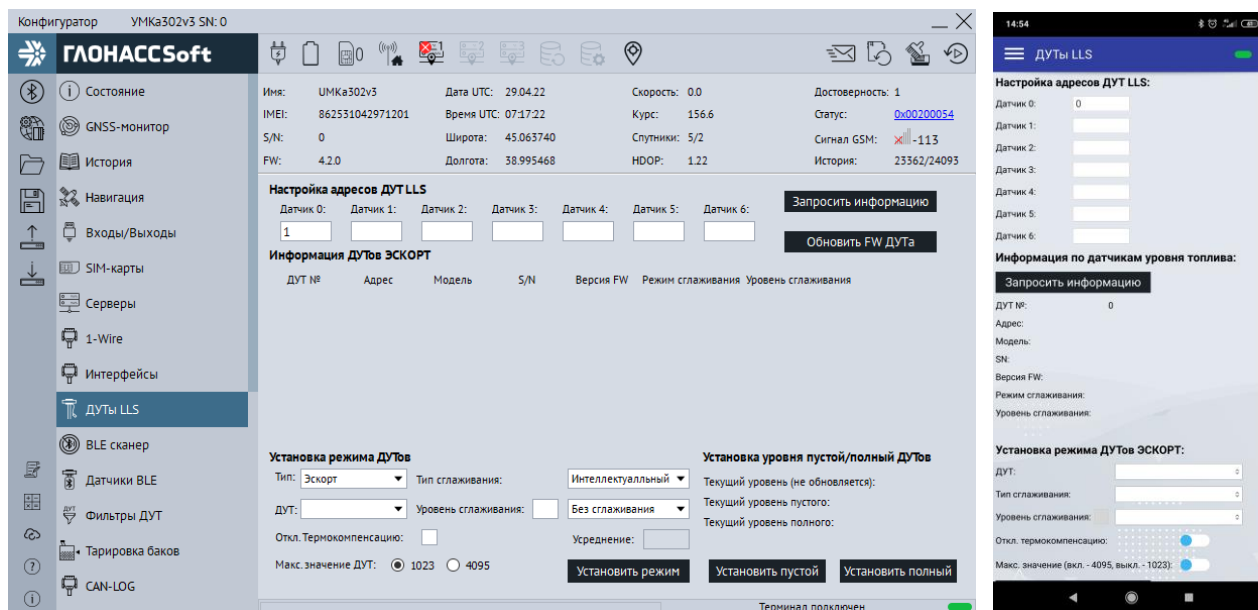 Конфигуратор УМКа302v3 SN: 0
ГЛОНАССSoft
Состояние
GNSS-монитор
История
Навигация
Входы/Выходы
SIM-карты
Серверы
1-Wire
Интерфейсы
ДУТы LLS
BLE сканер
Датчики BLE
Фильтры ДУТ
Тарировка баков
CAN-LOG
Имя: UMKa302v3 Дата UTC: 29.04.22 Скорость: 0.0 Достоверность: 1
IMEI: 862531042971201 Время UTC: 07:17:22 Курс: 156.6 Статус: 0x00200054
S/N: 0 Широта: 45.063740 Спутники: 5/2 Сигнал GSM: -113
FW: 4.2.0 Долгота: 38.995468 HDOP: 1.22 История: 23362/24093
Настройка адресов ДУТ LLS
Датчик 0: Датчик 1: Датчик 2: Датчик 3: Датчик 4: Датчик 5: Датчик 6:
1
Запросить информацию
Обновить FW ДУТа
Информация ДУТов ЭСКОРТ
ДУТ № Адрес Модель S/N Версия FW Режим сглаживания Уровень сглаживания
Установка режима ДУТов
Тип: Эскорт Тип сглаживания: Интеллектуалльный
ДУТ: Уровень сглаживания: Без сглаживания
Откл. Термокомпенсацию: Усреднение:
Макс. значение ДУТ: 1023 4095 Установить режим
Установка уровня пустой/полный ДУТов
Текущий уровень (не обновляется):
Текущий уровень пустого:
Текущий уровень полного:
Установить пустой Установить полный
Терминал подключен
14:54
ДУТы LLS
Настройка адресов ДУТ LLS:
Датчик 0: 0
Датчик 1:
Датчик 2:
Датчик 3:
Датчик 4:
Датчик 5:
Датчик 6:
Информация по датчикам уровня топлива:
Запросить информацию
ДУТ №: 0
Адрес:
Модель:
SN:
Версия FW:
Режим сглаживания:
Уровень сглаживания:
Установка режима ДУТов ЭСКОРТ:
ДУТ:
Тип сглаживания:
Уровень сглаживания:
Откл. термокомпенсацию:
Макс. значение (вкл. - 4095, выкл. - 1023):